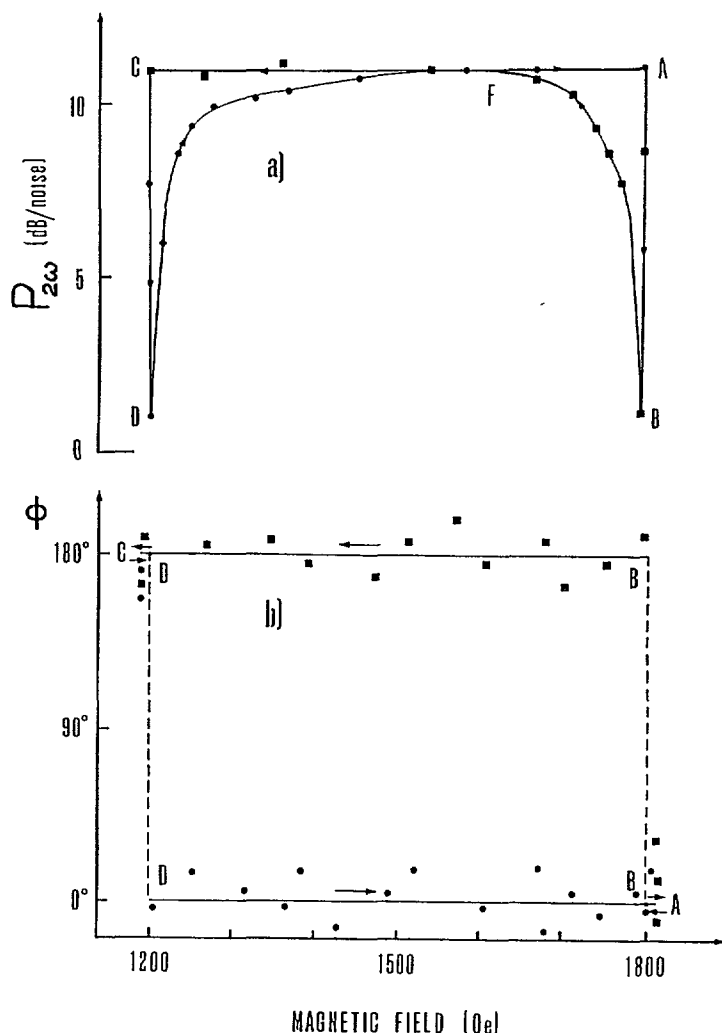 C
A
10
F
a)
P2ω (dB/noise)
5
D
B
0
ϕ
180°
C
D
B
b)
90°
D
B
0°
A
1200
1500
1800
MAGNETIC FIELD (Oe)